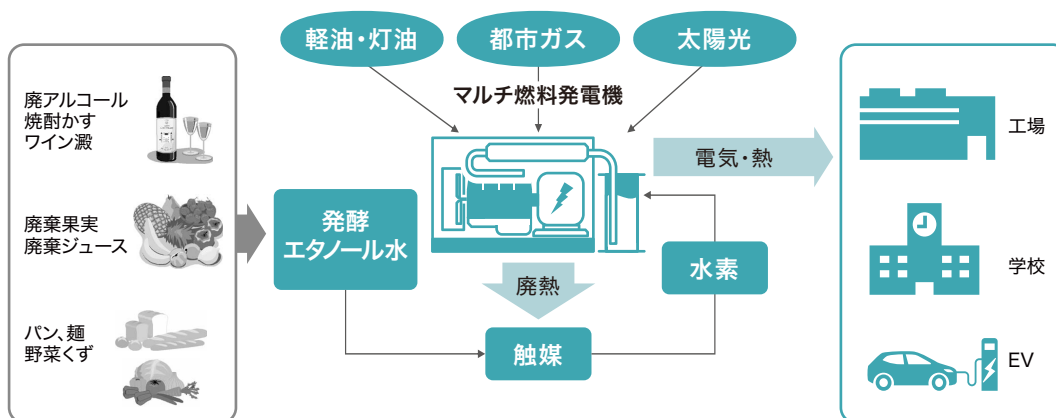 軽油・灯油
都市ガス
太陽光
マルチ燃料発電機
廃アルコール
焼酎かす
ワイン澱
廃棄果実
廃棄ジュース
パン、麺
野菜くず
発酵
エタノール水
廃熱
触媒
水素
電気・熱
工場
学校
EV